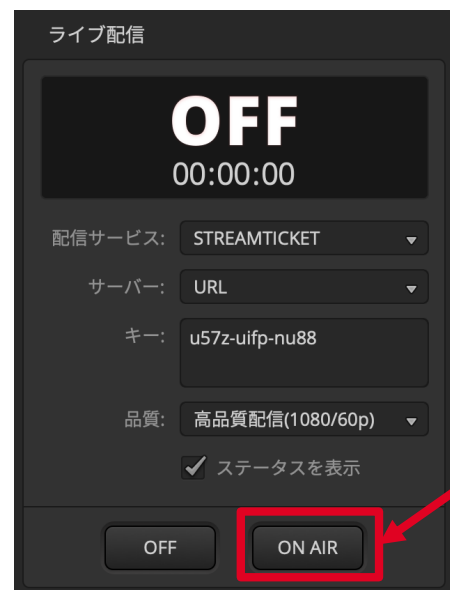 ライブ配信
OFF
00:00:00
配信サービス: STREAMTICKET
サーバー: URL
キー: u57z-uifp-nu88
品質: 高品質配信(1080/60p)
ステータスを表示
OFF ON AIR